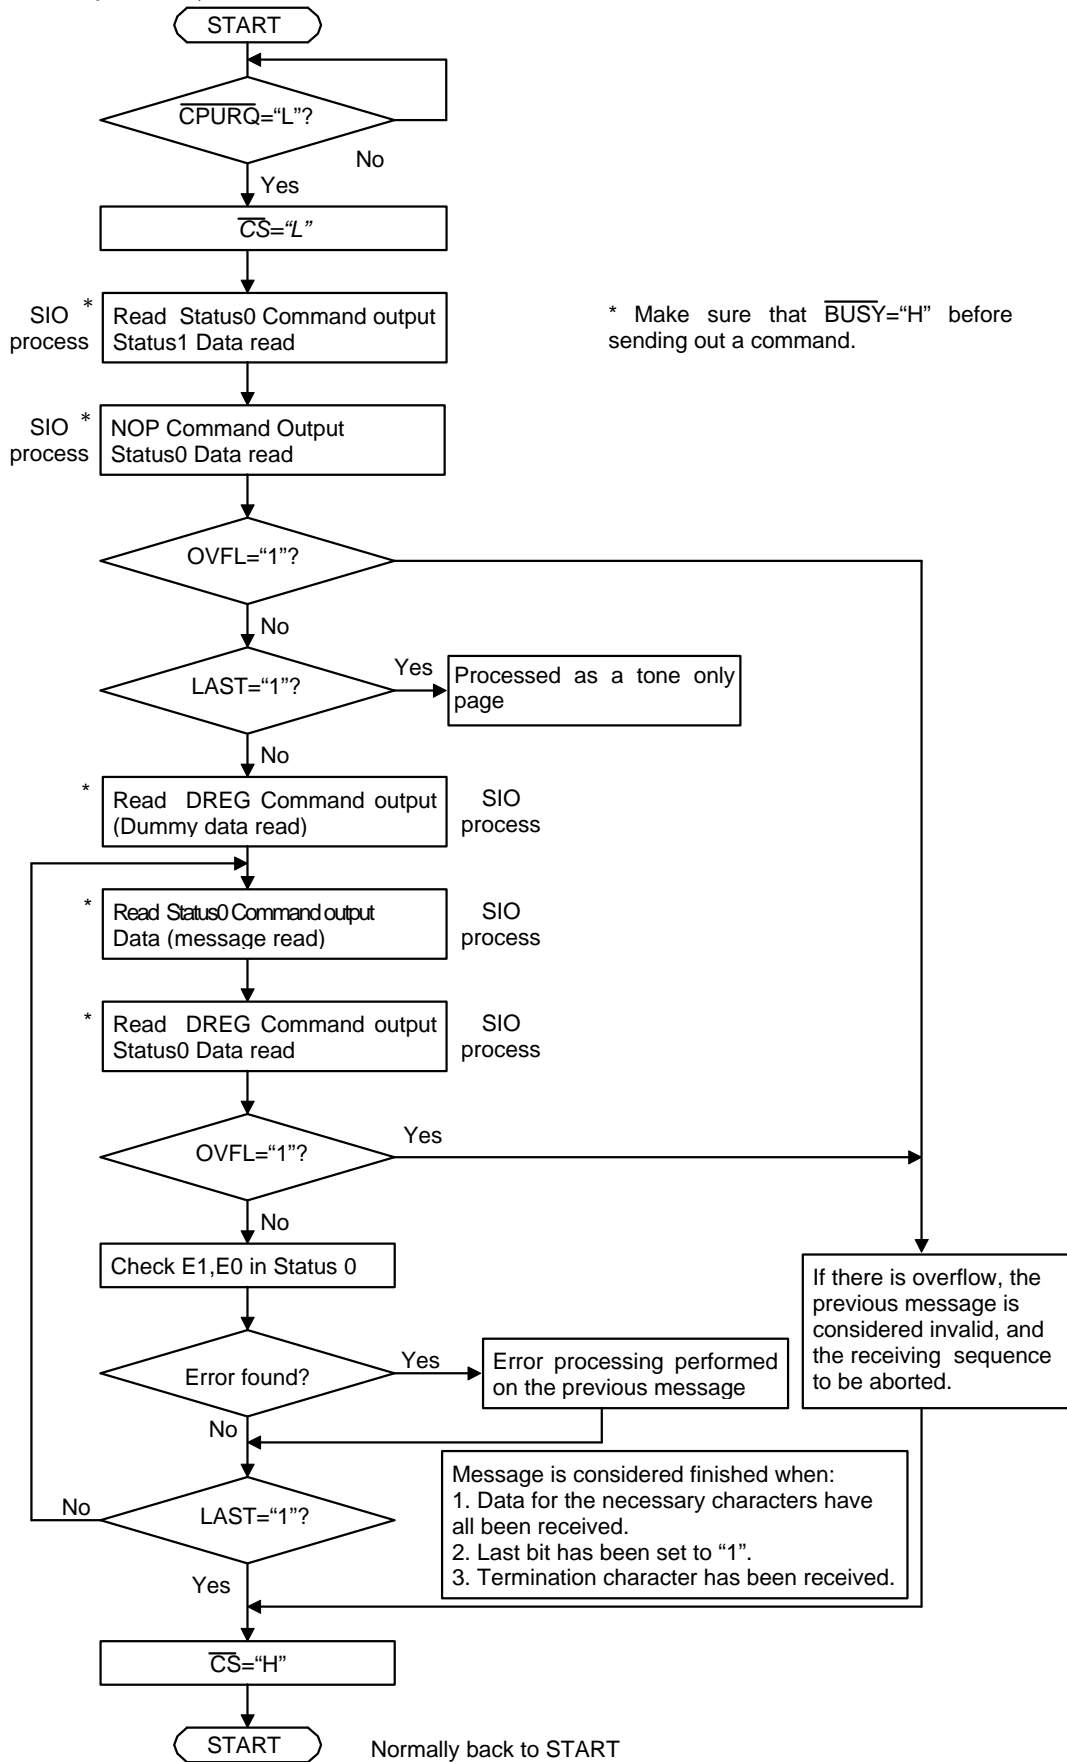 START
CPURQ=“L”?
No
Yes
CS=“L”
SIO *
process
Read Status0 Command output
Status1 Data read
* Make sure that BUSY=“H” before
sending out a command.
SIO *
process
NOP Command Output
Status0 Data read
OVFL=“1”?
No
LAST=“1”?
Yes
Processed as a tone only
page
No
*
Read DREG Command output
(Dummy data read)
SIO
process
*
Read Status0 Command output
Data (message read)
SIO
process
*
Read DREG Command output
Status0 Data read
SIO
process
OVFL=“1”?
Yes
No
Check E1,E0 in Status 0
If there is overflow, the
previous message is
considered invalid, and
the receiving sequence
to be aborted.
Error found?
Yes
Error processing performed
on the previous message
No
Message is considered finished when:
1. Data for the necessary characters have
all been received.
2. Last bit has been set to “1”.
3. Termination character has been received.
No
LAST=“1”?
Yes
CS=“H”
START
Normally back to START